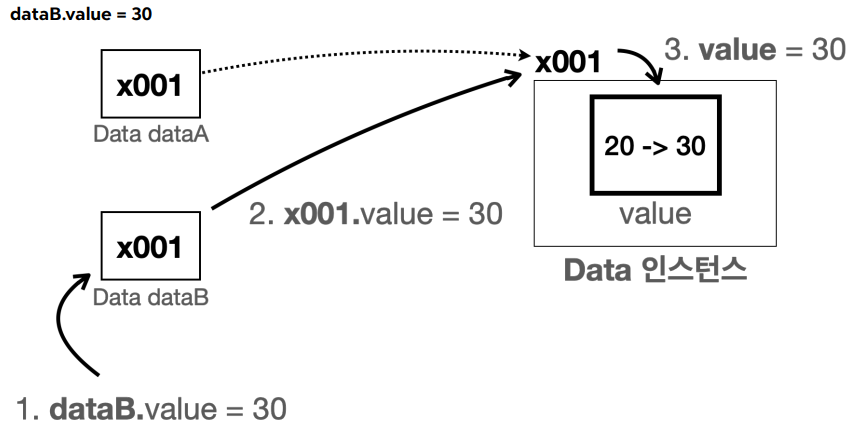 dataB.value = 30
x001
Data dataA
x001
3. value = 30
20 -> 30
value
Data 인스턴스
2. x001.value = 30
x001
Data dataB
1. dataB.value = 30